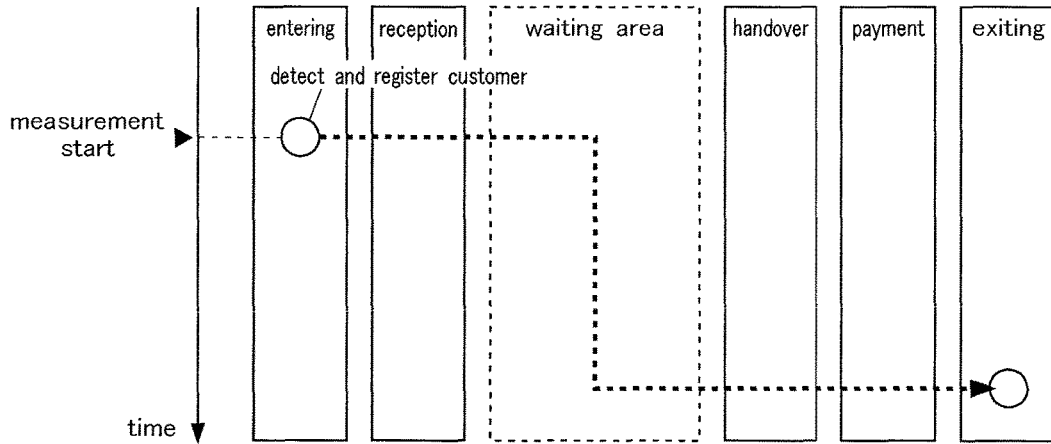 entering
reception
waiting area
handover
payment
exiting
detect and register customer
measurement
start
time